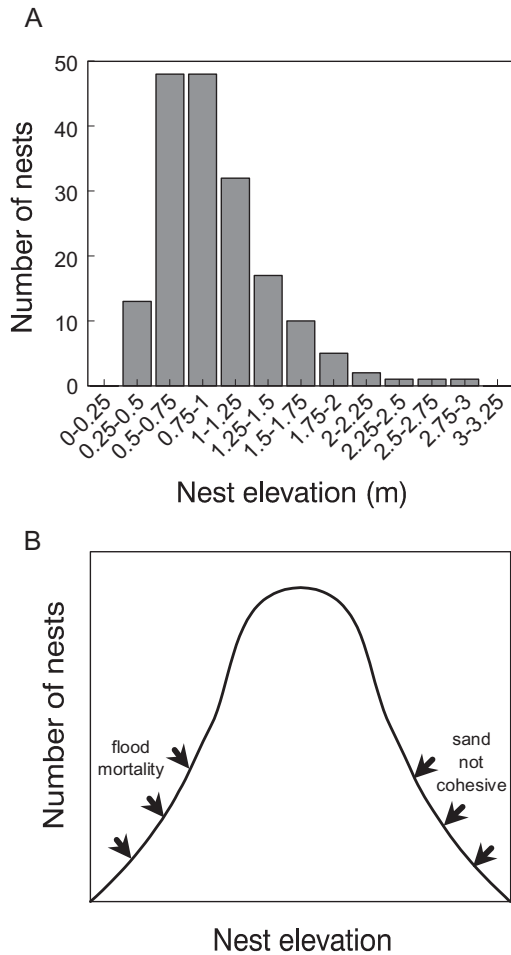 A
50
40
30
20
10
0
Number of nests
0-0.25
0.25-0.5
0.5-0.75
0.75-1
1-1.25
1.25-1.5
1.5-1.75
1.75-2
2-2.25
2.25-2.5
2.5-2.75
2.75-3
3-3.25
Nest elevation (m)
B
Number of nests
flood
mortality
sand
not
cohesive
Nest elevation